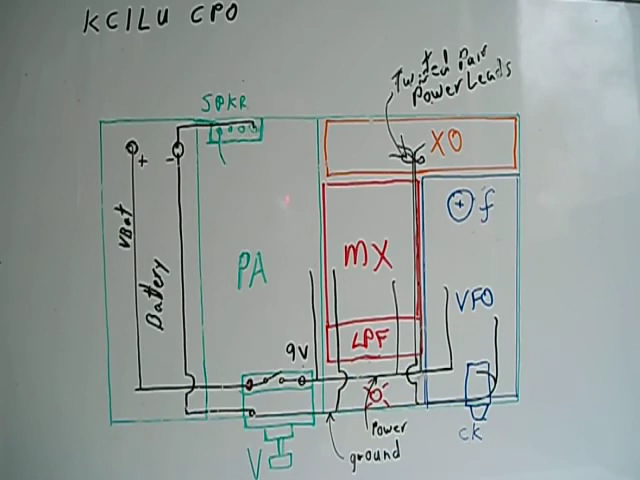 KC1LU CPO
Twisted Pair
Power Leads
SPKR
XO
+
-
+ f
VBat
Battery
PA
MX
VFO
9V
LPF
Power
ground
V
CK